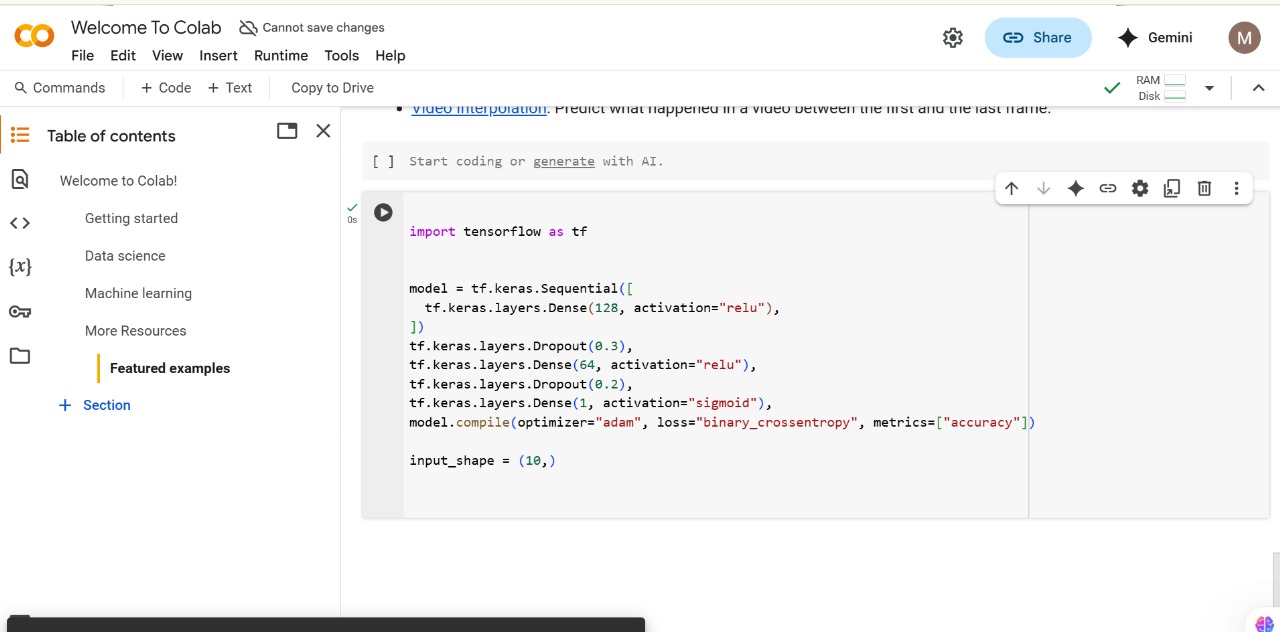 Welcome To Colab
Cannot save changes
File Edit View Insert Runtime Tools Help
Share
Gemini
M
Commands
+ Code + Text
Copy to Drive
RAM
Disk
Table of contents
Welcome to Colab!
Getting started
Data science
Machine learning
More Resources
Featured examples
+ Section
{x}
• Video Interpolation: Predict what happened in a video between the first and the last frame.
[ ] Start coding or generate with AI.
0s
import tensorflow as tf
model = tf.keras.Sequential([
  tf.keras.layers.Dense(128, activation="relu"),
])
tf.keras.layers.Dropout(0.3),
tf.keras.layers.Dense(64, activation="relu"),
tf.keras.layers.Dropout(0.2),
tf.keras.layers.Dense(1, activation="sigmoid"),
model.compile(optimizer="adam", loss="binary_crossentropy", metrics=["accuracy"])
input_shape = (10,)